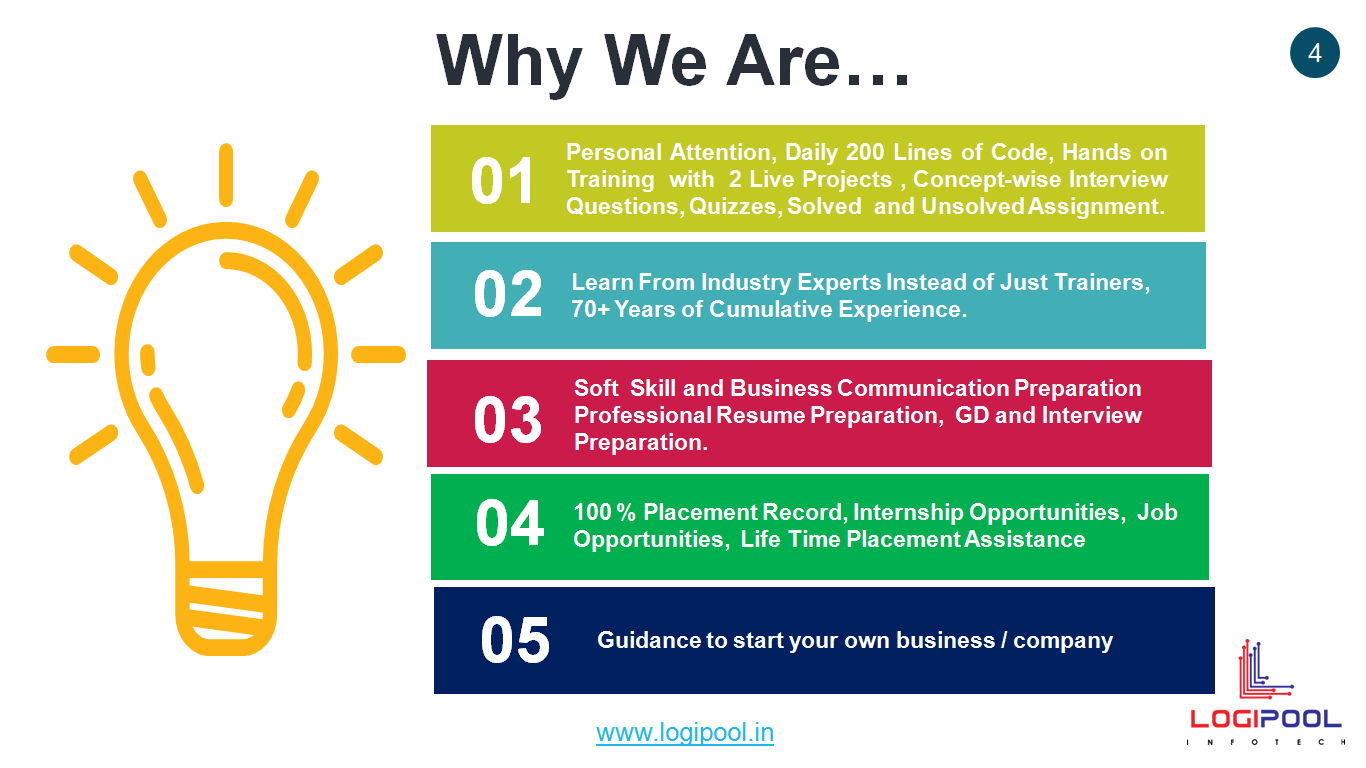 Why We Are…
4
01
Personal Attention, Daily 200 Lines of Code, Hands on
Training with 2 Live Projects , Concept-wise Interview
Questions, Quizzes, Solved and Unsolved Assignment.
02
Learn From Industry Experts Instead of Just Trainers,
70+ Years of Cumulative Experience.
03
Soft Skill and Business Communication Preparation
Professional Resume Preparation, GD and Interview
Preparation.
04
100 % Placement Record, Internship Opportunities, Job
Opportunities, Life Time Placement Assistance
05
Guidance to start your own business / company
www.logipool.in
LOGIPOOL
INFOTECH